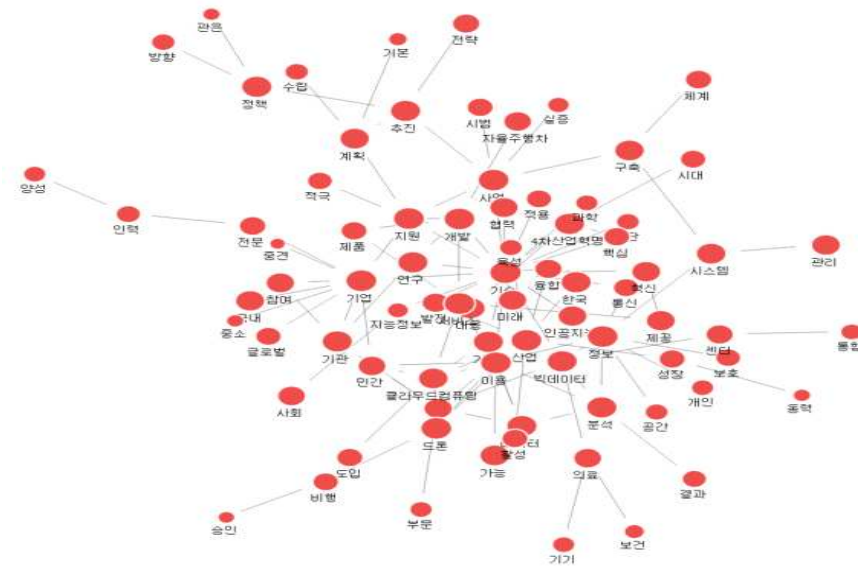 관은
방향
정책
전략
기본
수립
추진
계획
시범
자율주행차
실증
체계
구축
시대
양성
인력
적극
사업
적용
과학
협력
전문
중견
제품
지원
개발
4차산업혁명
핵심
육성
시스템
관리
연구
기업
기술
융합
한국
혁신
통신
참여
국내
중소
글로벌
지능정보
발전
미래
대응
제공
정보
센터
보호
통합
기관
민간
산업
이용
빅데이터
성장
개인
동력
클라우드컴퓨팅
사회
드론
활성
가능
분석
공간
도입
비행
승인
부문
의료
결과
기기
보건